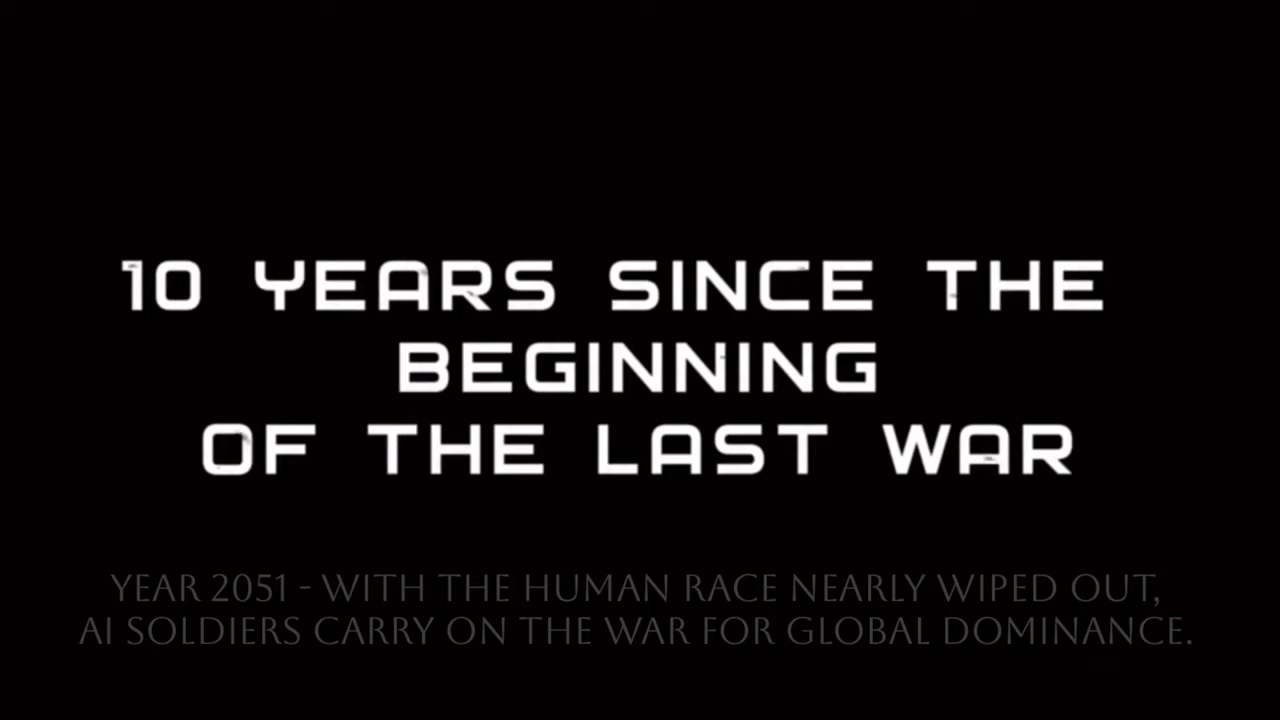 10 YEARS SINCE THE
BEGINNING
OF THE LAST WAR
YEAR 2051 - WITH THE HUMAN RACE NEARLY WIPED OUT,
AI SOLDIERS CARRY ON THE WAR FOR GLOBAL DOMINANCE.